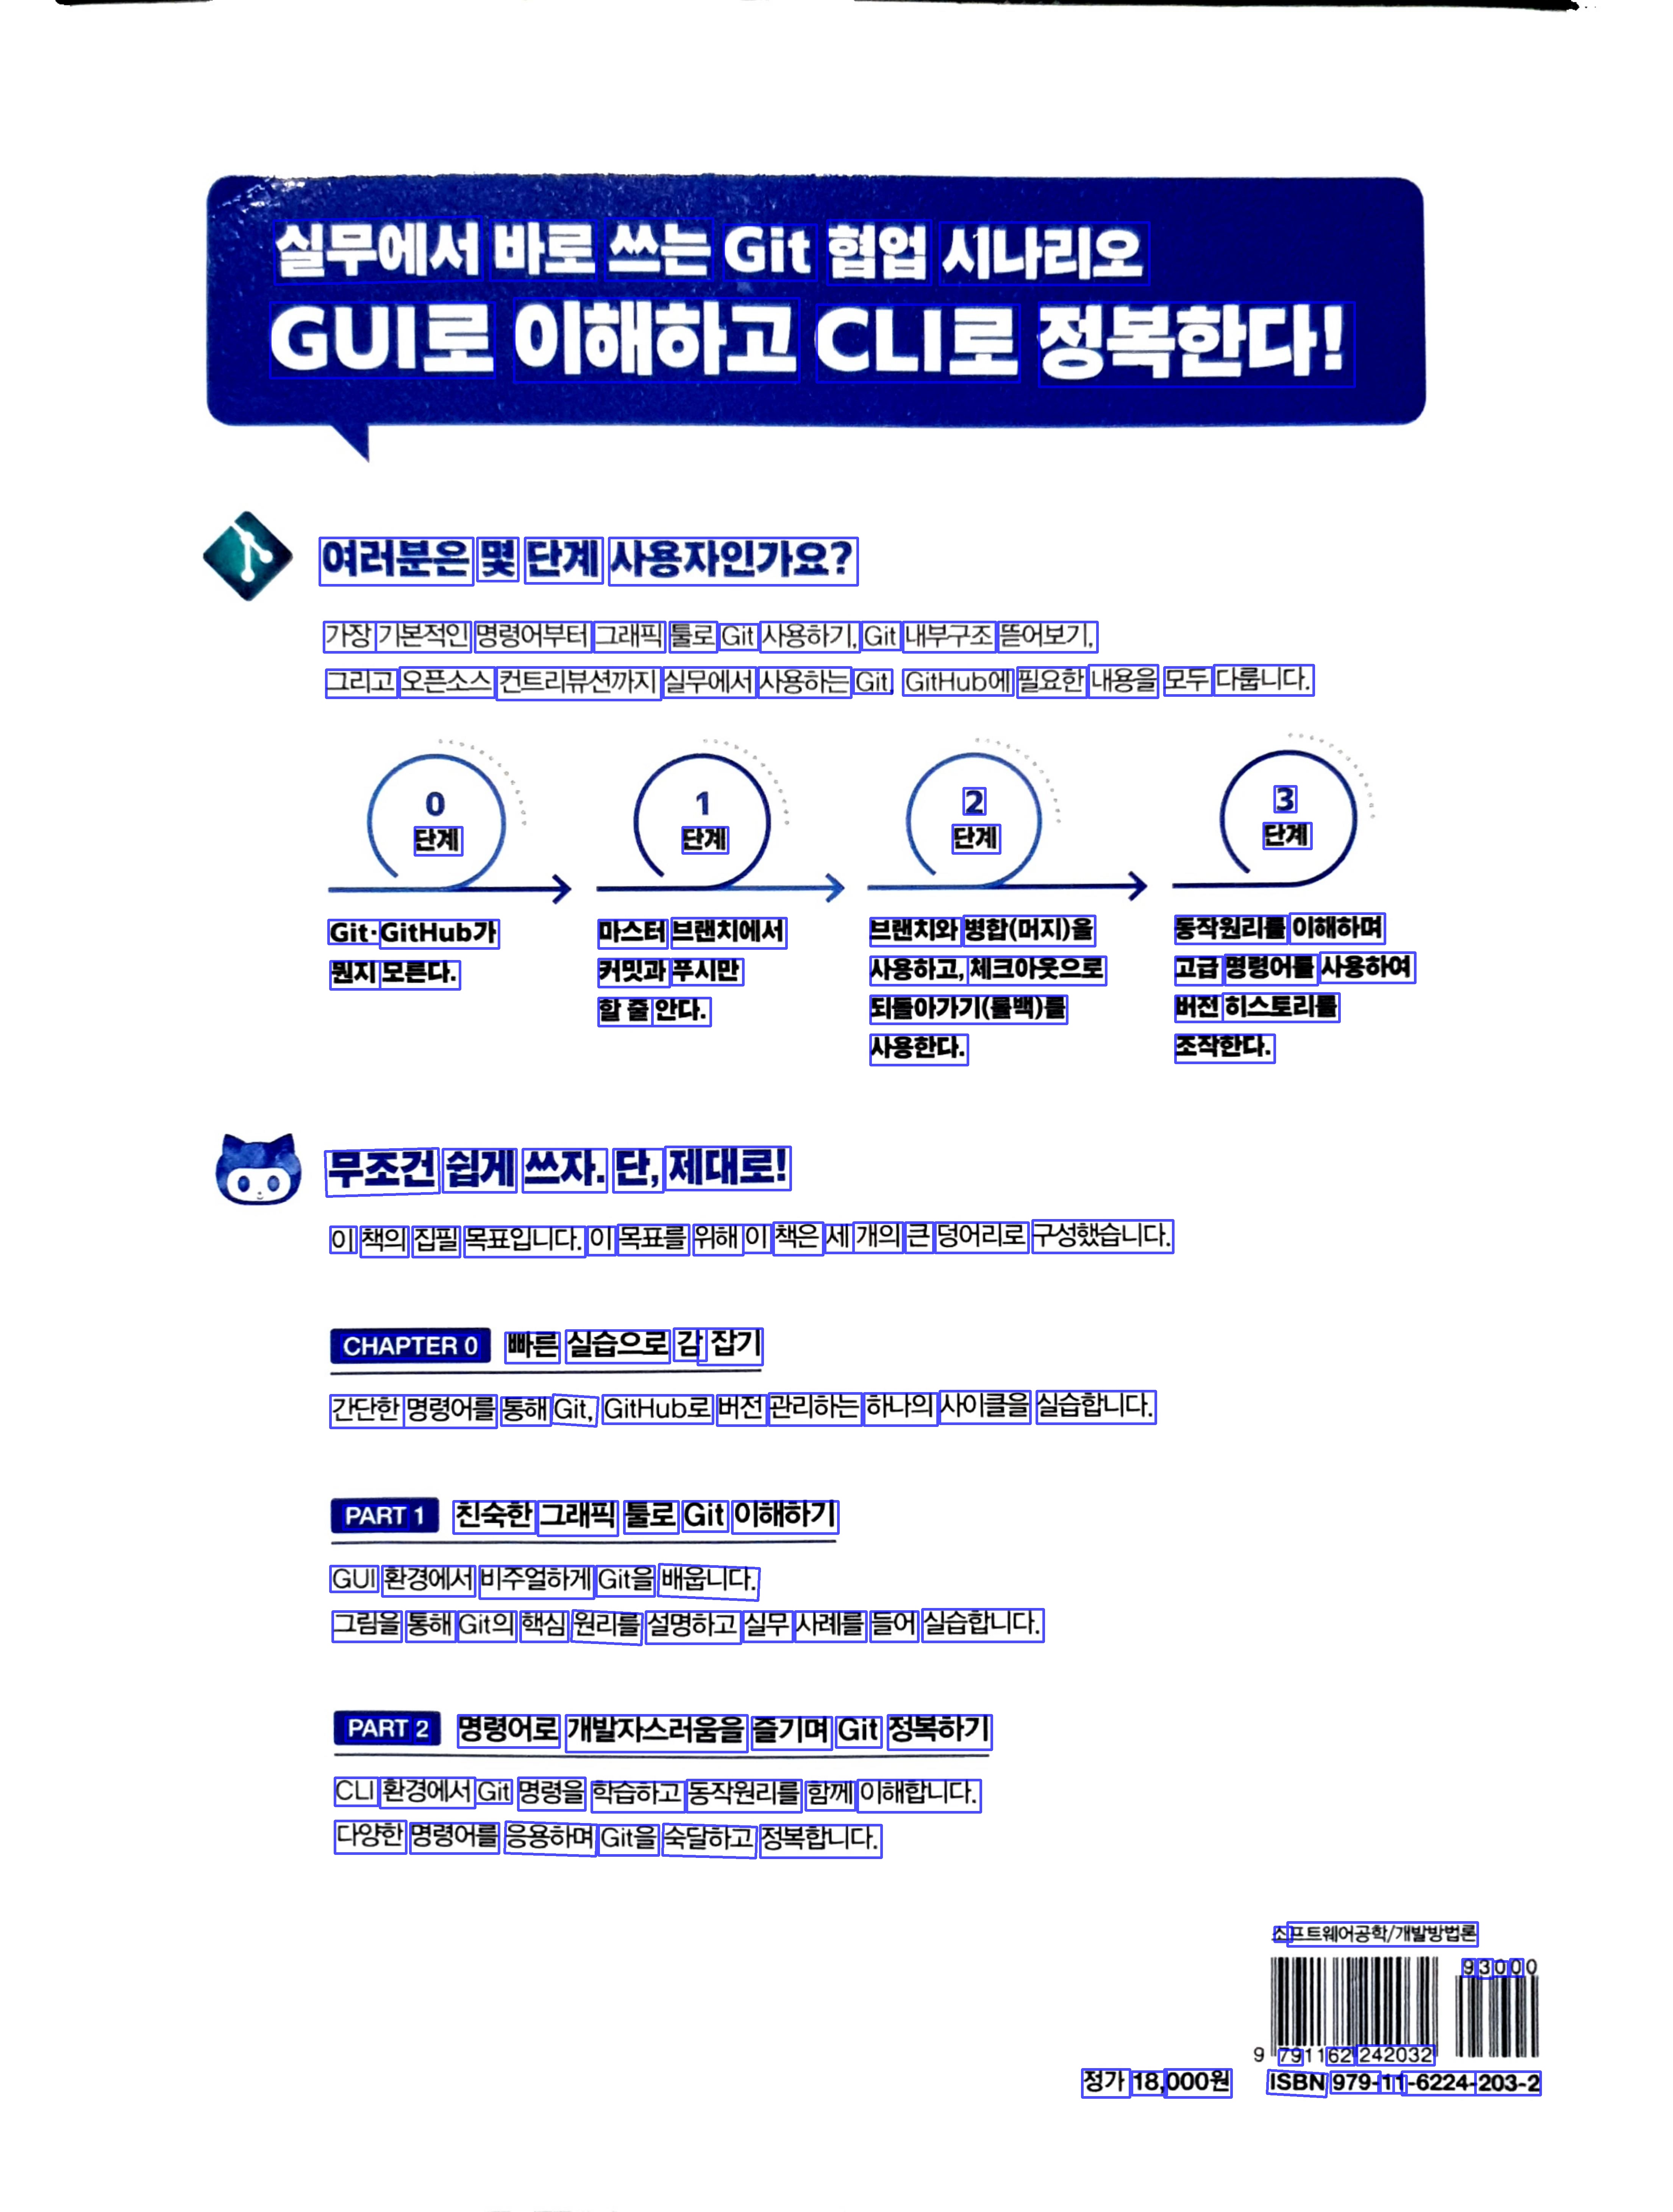 실무에서 바로 쓰는 Git 협업 시나리오
GUI로 이해하고 CLI로 정복한다!
여러분은 몇 단계 사용자인가요?
가장 기본적인 명령어부터 그래픽 툴로 Git 사용하기, Git 내부구조 뜯어보기,
그리고 오픈소스 컨트리뷰션까지 실무에서 사용하는 Git, GitHub에 필요한 내용을 모두 다룹니다.
0
단계
Git·GitHub가
뭔지 모른다.
1
단계
마스터 브랜치에서
커밋과 푸시만
할 줄 안다.
2
단계
브랜치와 병합(머지)을
사용하고, 체크아웃으로
되돌아가기(롤백)를
사용한다.
3
단계
동작원리를 이해하며
고급 명령어를 사용하여
버전 히스토리를
조작한다.
무조건 쉽게 쓰자. 단, 제대로!
이 책의 집필 목표입니다. 이 목표를 위해 이 책은 세 개의 큰 덩어리로 구성했습니다.
CHAPTER 0 빠른 실습으로 감 잡기
간단한 명령어를 통해 Git, GitHub로 버전 관리하는 하나의 사이클을 실습합니다.
PART 1 친숙한 그래픽 툴로 Git 이해하기
GUI 환경에서 비주얼하게 Git을 배웁니다.
그림을 통해 Git의 핵심 원리를 설명하고 실무 사례를 들어 실습합니다.
PART 2 명령어로 개발자스러움을 즐기며 Git 정복하기
CLI 환경에서 Git 명령을 학습하고 동작원리를 함께 이해합니다.
다양한 명령어를 응용하며 Git을 숙달하고 정복합니다.
소프트웨어공학/개발방법론
93000
9 791162 242032
정가 18,000원 ISBN 979-11-6224-203-2